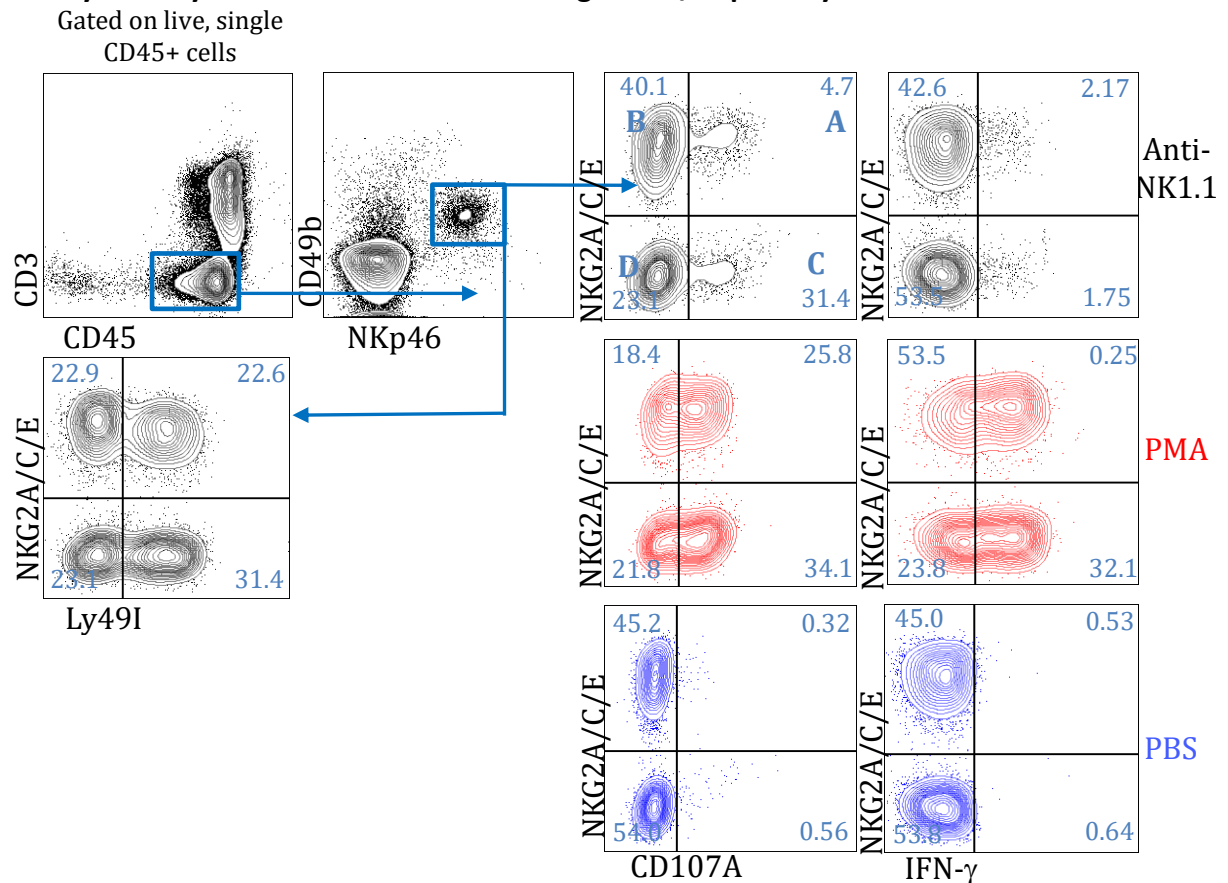 Gated on live, single
CD45+ cells
40.1
4.7
B
A
42.6
2.17
Anti-
NK1.1
CD3
CD49b
NKG2A/C/E
NKG2A/C/E
D
C
23.1
31.4
53.5
1.75
CD45
NKp46
22.9
22.6
18.4
25.8
53.5
0.25
NKG2A/C/E
NKG2A/C/E
NKG2A/C/E
PMA
23.1
31.4
21.8
34.1
23.8
32.1
Ly49I
45.2
0.32
45.0
0.53
NKG2A/C/E
NKG2A/C/E
PBS
54.0
0.56
53.8
0.64
CD107A
IFN-γ